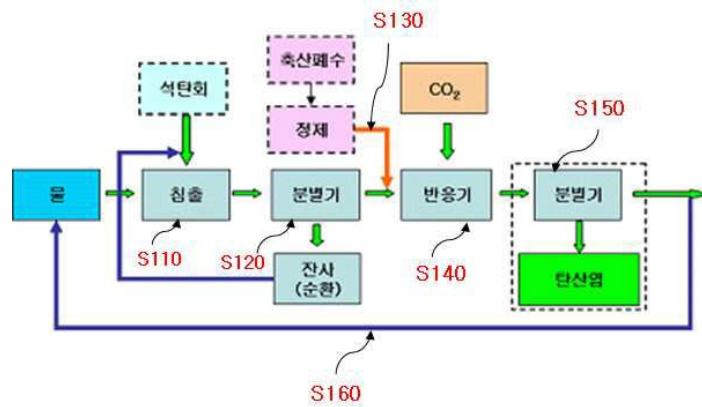 S130
축산폐수
석탄회
CO₂
정제
S150
물
침출
분별기
반응기
분별기
S110
S120
S140
잔사
(순환)
탄산염
S160